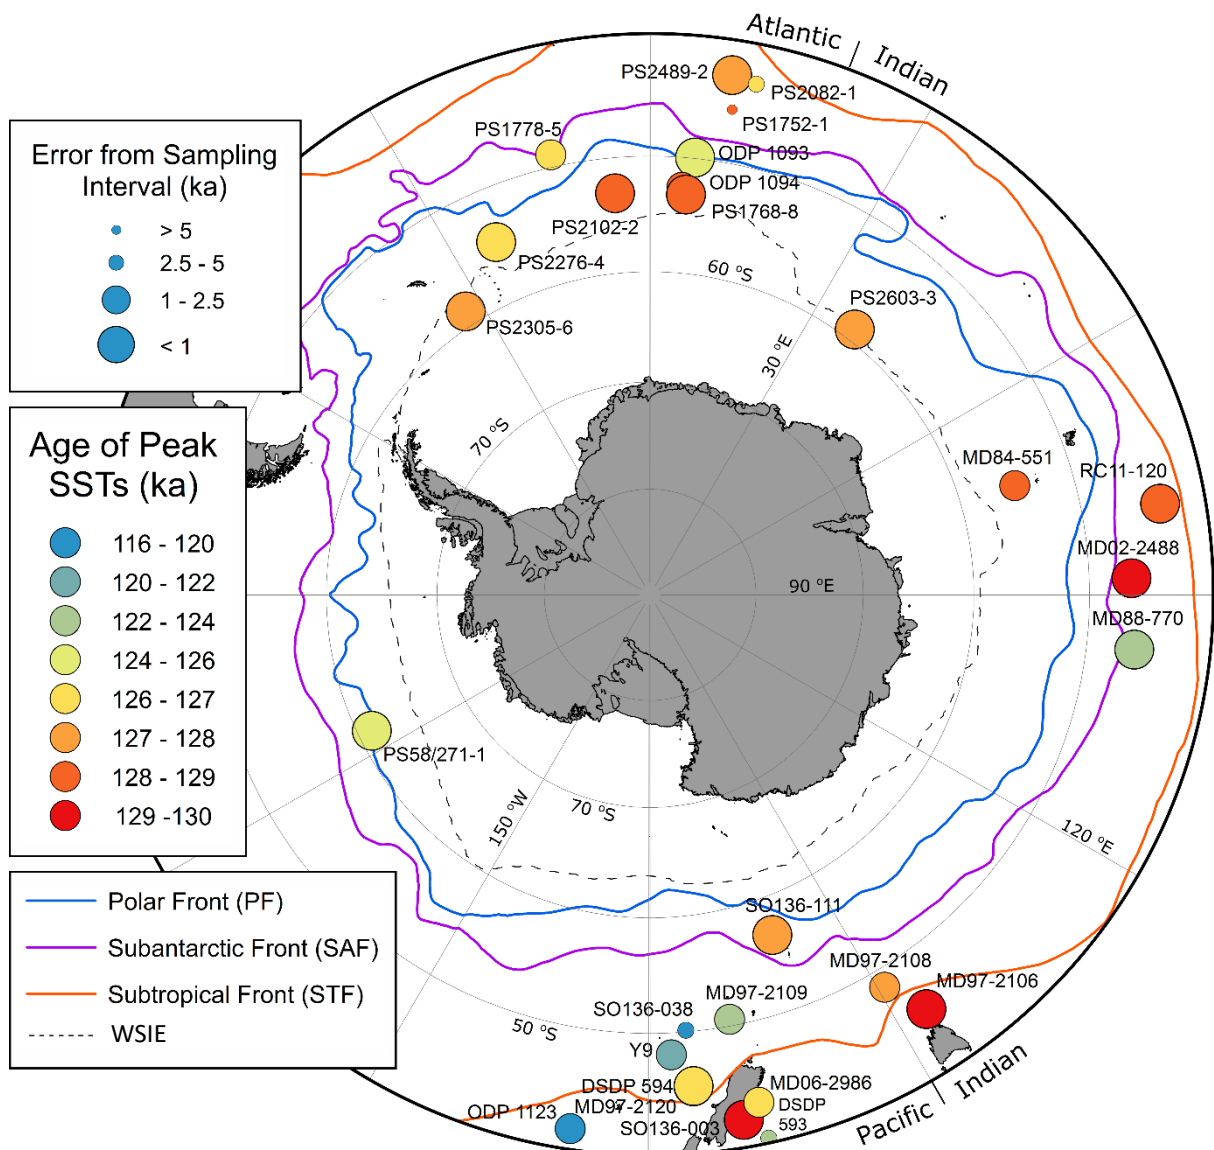 Atlantic | Indian
PS2489-2
PS2082-1
PS1752-1
PS1778-5
ODP 1093
ODP 1094
PS1768-8
PS2102-2
PS2276-4
60 °S
PS2603-3
PS2305-6
30 °E
70 °S
MD84-551
RC11-120
MD02-2488
90 °E
MD88-770
PS58/271-1
150 °W
70 °S
120 °E
SO136-111
MD97-2108
MD97-2106
MD97-2109
SO136-038
50 °S
Y9
DSDP 594
MD06-2986
ODP 1123
MD97-2120
DSDP
593
SO136-003
Pacific | Indian
Error from Sampling
Interval (ka)
> 5
2.5 - 5
1 - 2.5
< 1
Age of Peak
SSTs (ka)
116 - 120
120 - 122
122 - 124
124 - 126
126 - 127
127 - 128
128 - 129
129 -130
Polar Front (PF)
Subantarctic Front (SAF)
Subtropical Front (STF)
WSIE